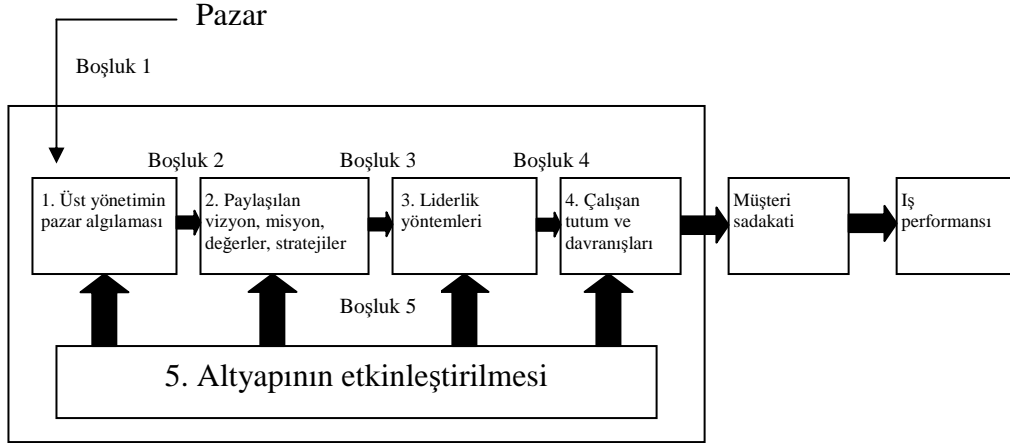 Pazar
Boşluk 1
Boşluk 2
Boşluk 3
Boşluk 4
1. Üst yönetimin
pazar algılaması
2. Paylaşılan
vizyon, misyon,
değerler, stratejiler
3. Liderlik
yöntemleri
4. Çalışan
tutum ve
davranışları
Müşteri
sadakati
Iş
performansı
Boşluk 5
5. Altyapının etkinleştirilmesi